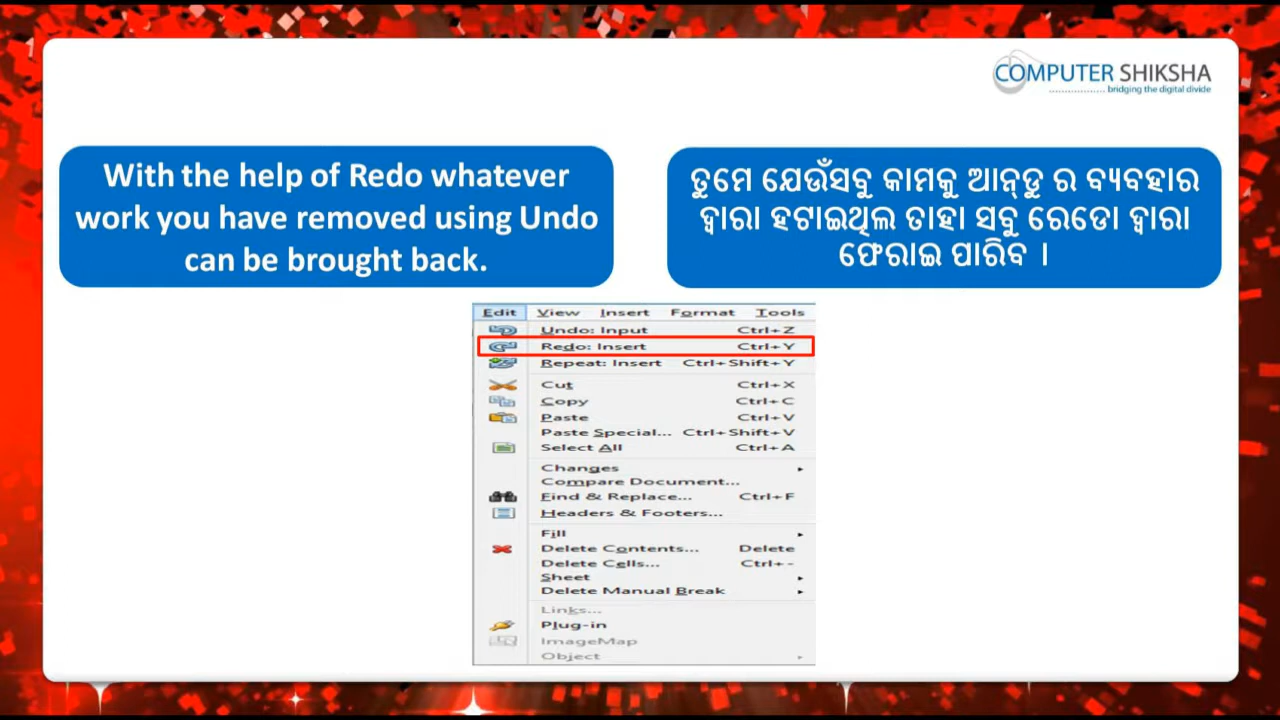 COMPUTER SHIKSHA
bridging the digital divide
With the help of Redo whatever
work you have removed using Undo
can be brought back.
ତୁମେ ଯେଉଁସବୁ କାମକୁ ଆନ୍‌ଡୁ ର ବ୍ୟବହାର
ଦ୍ୱାରା ହଟାଇଥିଲ ତାହା ସବୁ ରେଡୋ ଦ୍ୱାରା
ଫେରାଇ ପାରିବ ।
Edit View Insert Format Tools
Undo: Input Ctrl+Z
Redo: Insert Ctrl+Y
Repeat: Insert Ctrl+Shift+Y
Cut Ctrl+X
Copy Ctrl+C
Paste Ctrl+V
Paste Special... Ctrl+Shift+V
Select All Ctrl+A
Changes
Compare Document...
Find & Replace... Ctrl+F
Headers & Footers...
Fill
Delete Contents... Delete
Delete Cells... Ctrl+-
Sheet
Delete Manual Break
Links...
Plug-in
ImageMap
Object